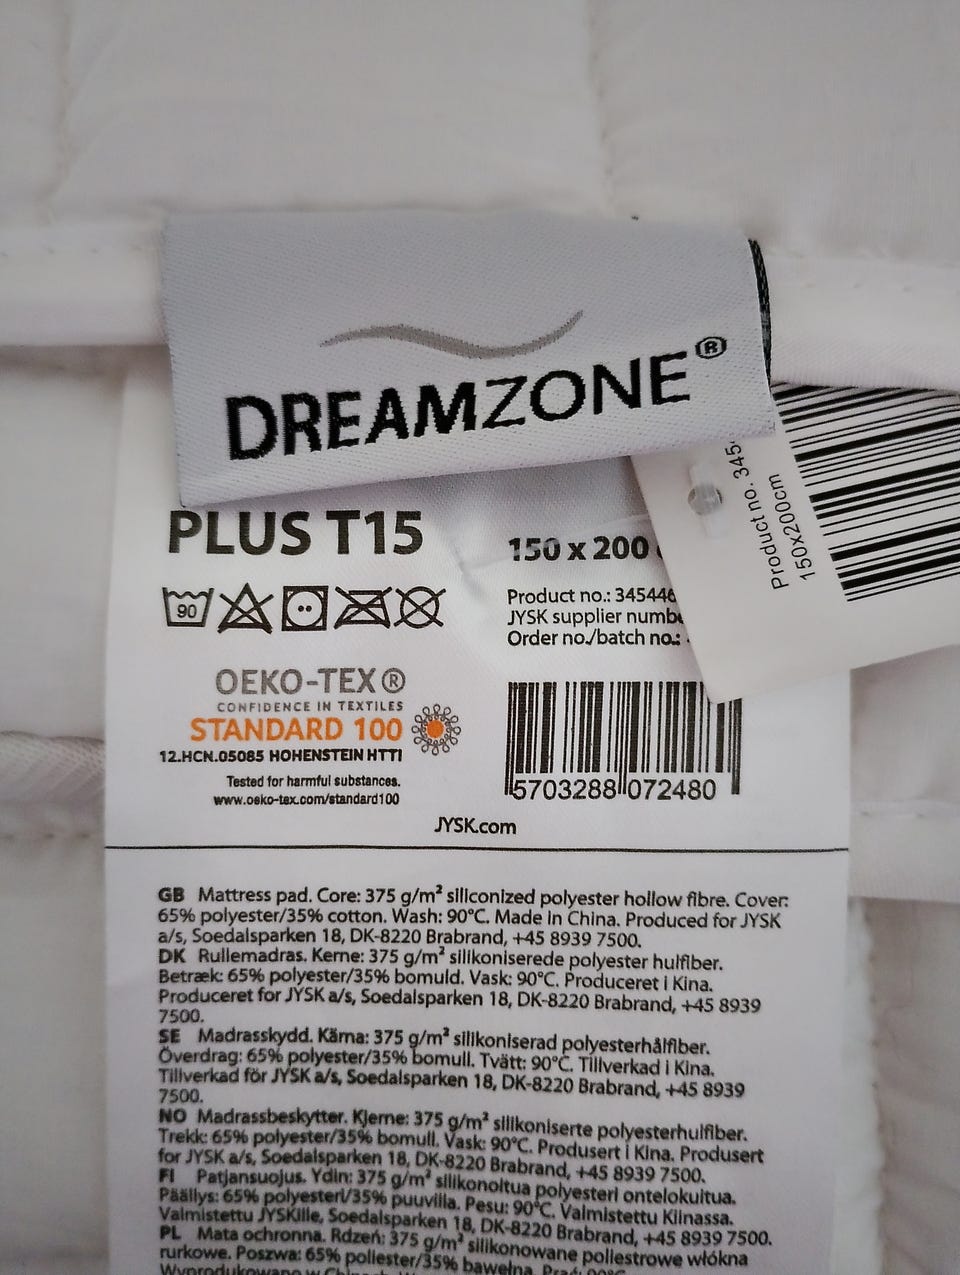 DREAMZONE®
PLUS T15
150 x 200
Product no.: 345446
JYSK supplier
Order no./batch no.:
Product no. 345
150x200cm
90
OEKO-TEX®
CONFIDENCE IN TEXTILES
STANDARD 100
12.HCN.05085 HOHENSTEIN HTTI
Tested for harmful substances.
www.oeko-tex.com/standard100
5703288 072480
JYSK.com
GB Mattress pad. Core: 375 g/m² siliconized polyester hollow fibre. Cover:
65% polyester/35% cotton. Wash: 90°C. Made in China. Produced for JYSK
a/s, Soedalsparken 18, DK-8220 Brabrand, +45 8939 7500.
DK Rullemadras. Kerne: 375 g/m² silikoniserede polyester hulfiber.
Betræk: 65% polyester/35% bomuld. Vask: 90°C. Produceret i Kina.
Produceret for JYSK a/s, Soedalsparken 18, DK-8220 Brabrand, +45 8939
7500.
SE Madrasskydd. Kärna: 375 g/m² silikoniserad polyesterhålfiber.
Överdrag: 65% polyester/35% bomull. Tvätt: 90°C. Tillverkad i Kina.
Tillverkad för JYSK a/s, Soedalsparken 18, DK-8220 Brabrand, +45 8939
7500.
NO Madrassbeskytter. Kjerne: 375 g/m² silikoniserte polyesterhulfiber.
Trekk: 65% polyester/35% bomull. Vask: 90°C. Produsert i Kina. Produsert
for JYSK a/s, Soedalsparken 18, DK-8220 Brabrand, +45 8939 7500.
FI Patjansuojus. Ydin: 375 g/m² silikonoitua polyesteri ontelokuitua.
Päällys: 65% polyesteri/35% puuvilla. Pesu: 90°C. Valmistettu Kiinassa.
Valmistettu JYSKille, Soedalsparken 18, DK-8220 Brabrand, +45 8939 7500.
PL Mata ochronna. Rdzeń: 375 g/m² silikonowane poliestrowe włókna
rurkowe. Poszwa: 65% poliester/35% bawełna. Prać: 90°C.
Wyprodukowano w